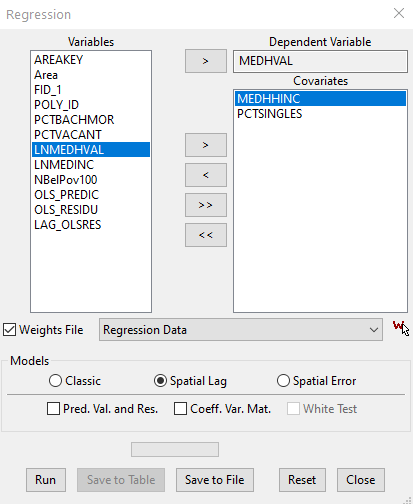 Regression
Variables
Dependent Variable
AREAKEY
Area
FID_1
POLY_ID
PCTBACHMOR
PCTVACANT
LNMEDHVAL
LNMEDINC
NBelPov100
OLS_PREDIC
OLS_RESIDU
LAG_OLSRES
>
MEDHVAL
Covariates
MEDHHINC
PCTSINGLES
>
<
>>
<<
Weights File
Regression Data
W
Models
Classic
Spatial Lag
Spatial Error
Pred. Val. and Res.
Coeff. Var. Mat.
White Test
Run
Save to Table
Save to File
Reset
Close